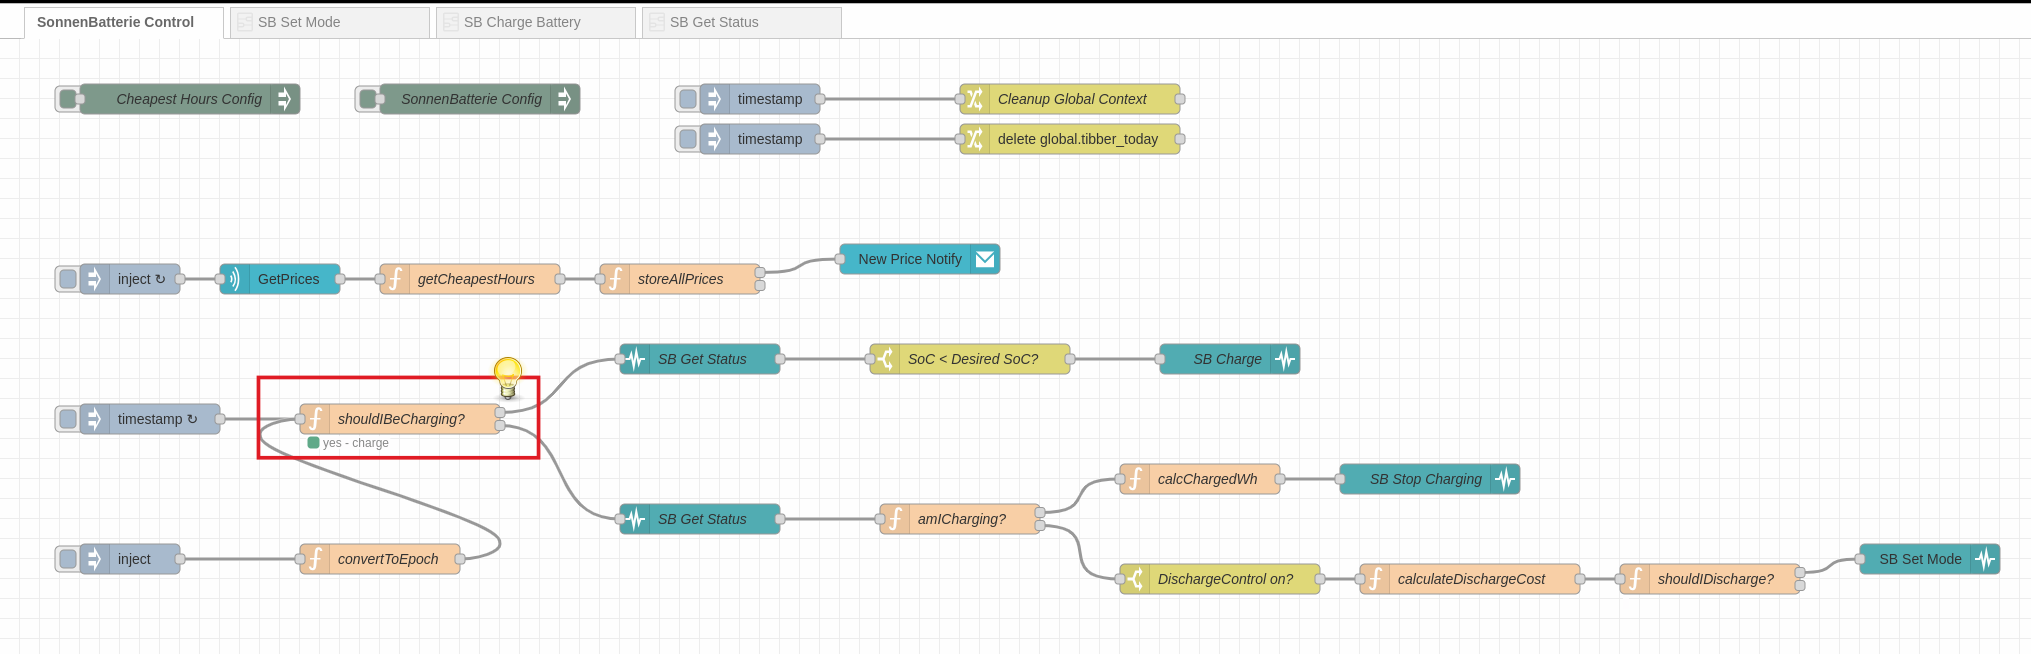 SonnenBatterie Control
SB Set Mode
SB Charge Battery
SB Get Status
Cheapest Hours Config
SonnenBatterie Config
timestamp
Cleanup Global Context
timestamp
delete global.tibber_today
New Price Notify
inject ↻
GetPrices
getCheapestHours
storeAllPrices
SB Get Status
SoC < Desired SoC?
SB Charge
timestamp ↻
shouldIBeCharging?
yes - charge
calcChargedWh
SB Stop Charging
SB Get Status
amICharging?
inject
convertToEpoch
DischargeControl on?
calculateDischargeCost
shouldIDischarge?
SB Set Mode